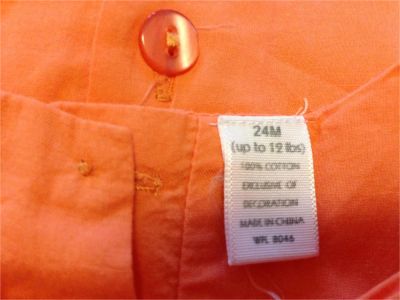 24M
(up to 12 lbs)
100% COTTON
EXCLUSIVE OF
DECORATION
MADE IN CHINA
WPL 8046